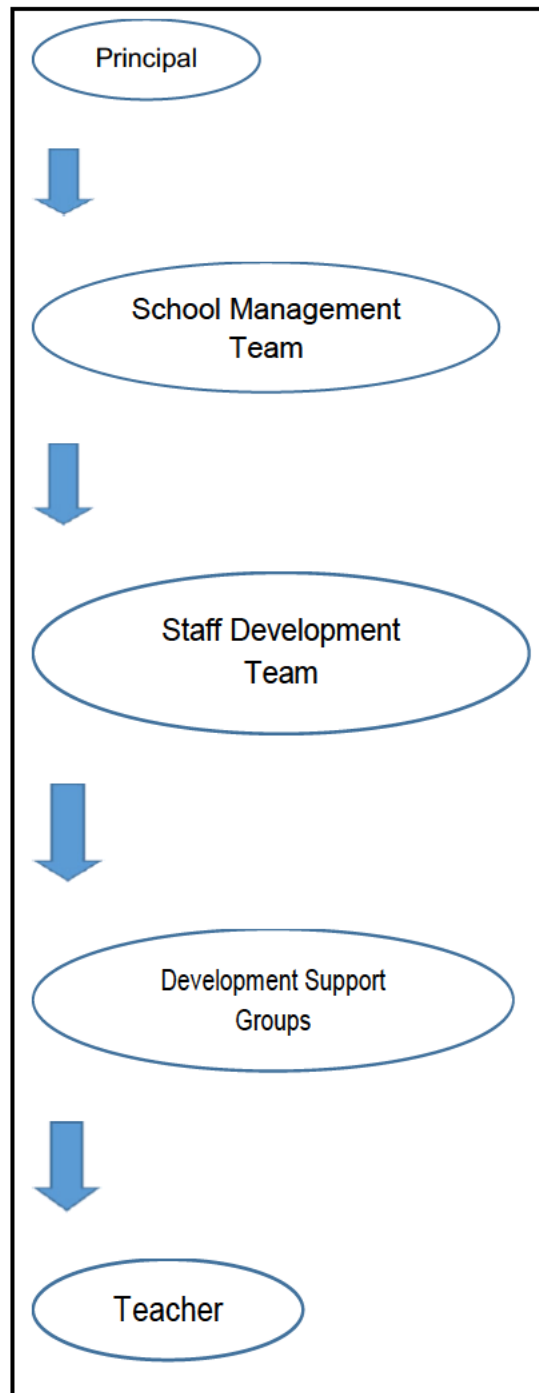 Principal
School Management
Team
Staff Development
Team
Development Support
Groups
Teacher